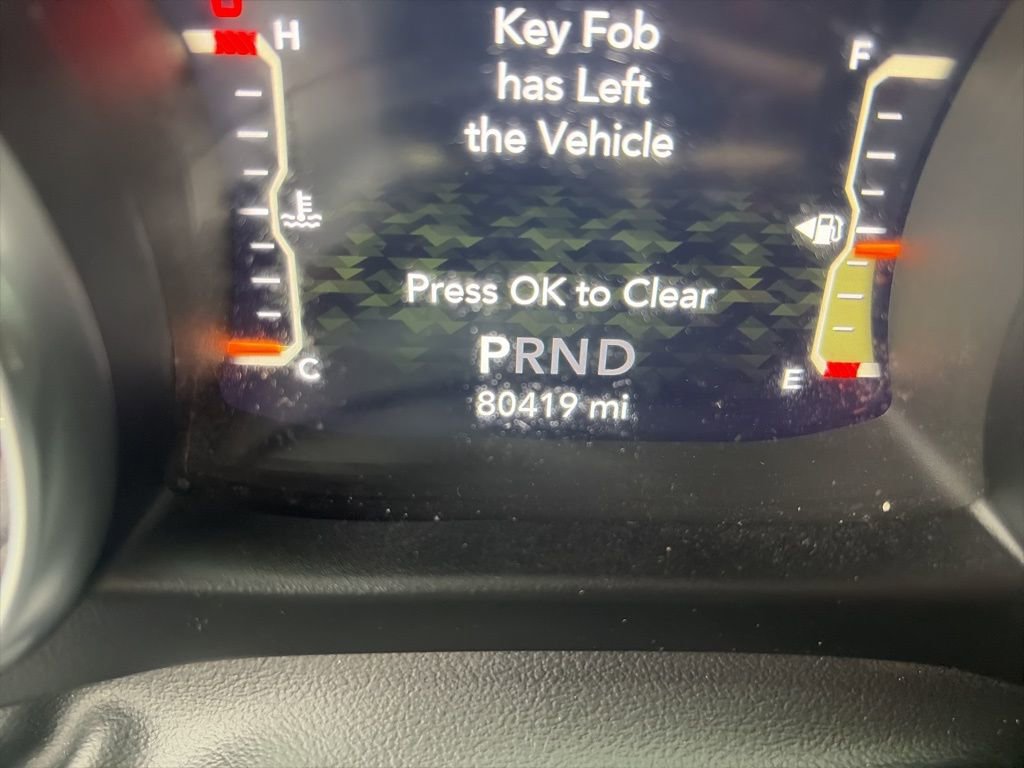 H
F
Key Fob
has Left
the Vehicle
Press OK to Clear
PRND
C
E
80419 mi